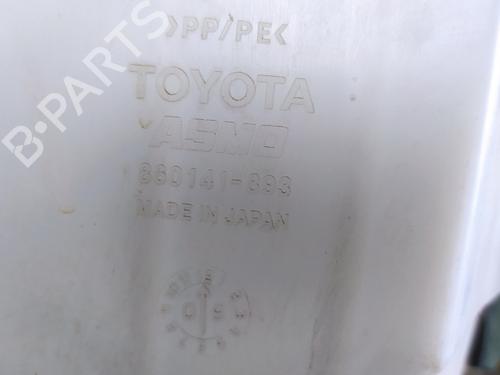 >PP/PE<
TOYOTA
ASMO
860141-893
MADE IN JAPAN
B-PARTS